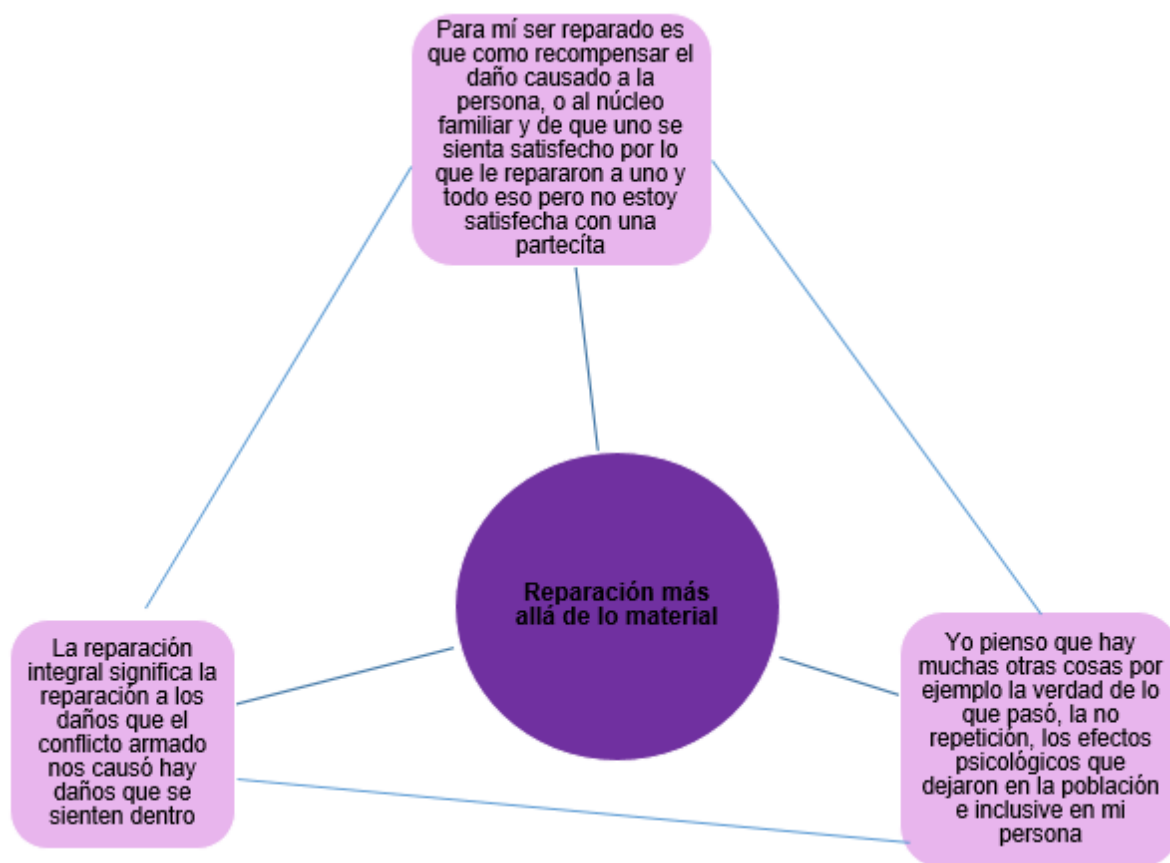 Para mí ser reparado es
que como recompensar el
daño causado a la
persona, o al núcleo
familiar y de que uno se
sienta satisfecho por lo
que le repararon a uno y
todo eso pero no estoy
satisfecha con una
partecíta
Reparación más
allá de lo material
La reparación
integral significa la
reparación a los
daños que el
conflicto armado
nos causó hay
daños que se
sienten dentro
Yo pienso que hay
muchas otras cosas por
ejemplo la verdad de lo
que pasó, la no
repetición, los efectos
psicológicos que
dejaron en la población
e inclusive en mi
persona